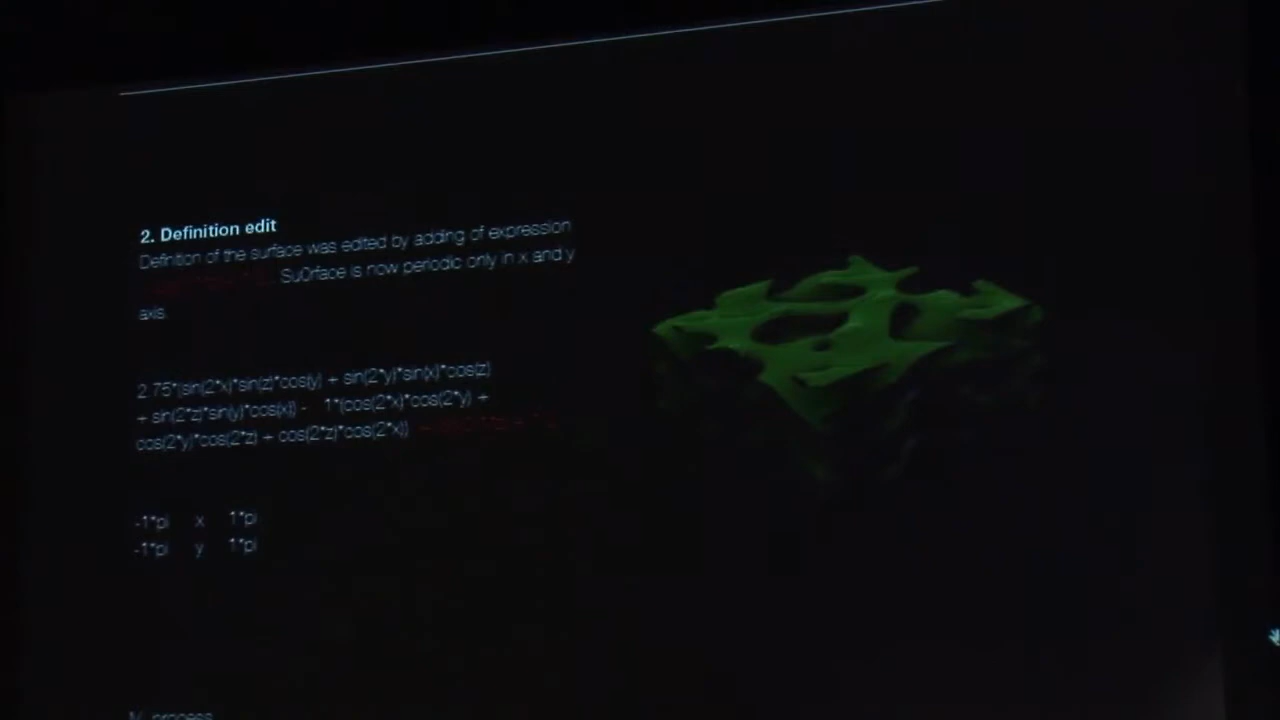 2. Definition edit
Definition of the surface was edited by adding of expression
Su0rface is now periodic only in x and y
axis
2.75*(sin(2*x)*sin(z)*cos(y) + sin(2*y)*sin(x)*cos(z)
+ sin(2*z)*sin(y)*cos(x)) - 1*(cos(2*x)*cos(2*y) +
cos(2*y)*cos(2*z) + cos(2*z)*cos(2*x))
-1*pi x 1*pi
-1*pi y 1*pi
process